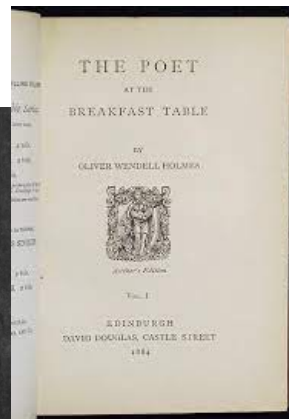 THE POET
AT THE
BREAKFAST TABLE
BY
OLIVER WENDELL HOLMES
Author's Edition
VOL. I
EDINBURGH
DAVID DOUGLAS, CASTLE STREET
1884